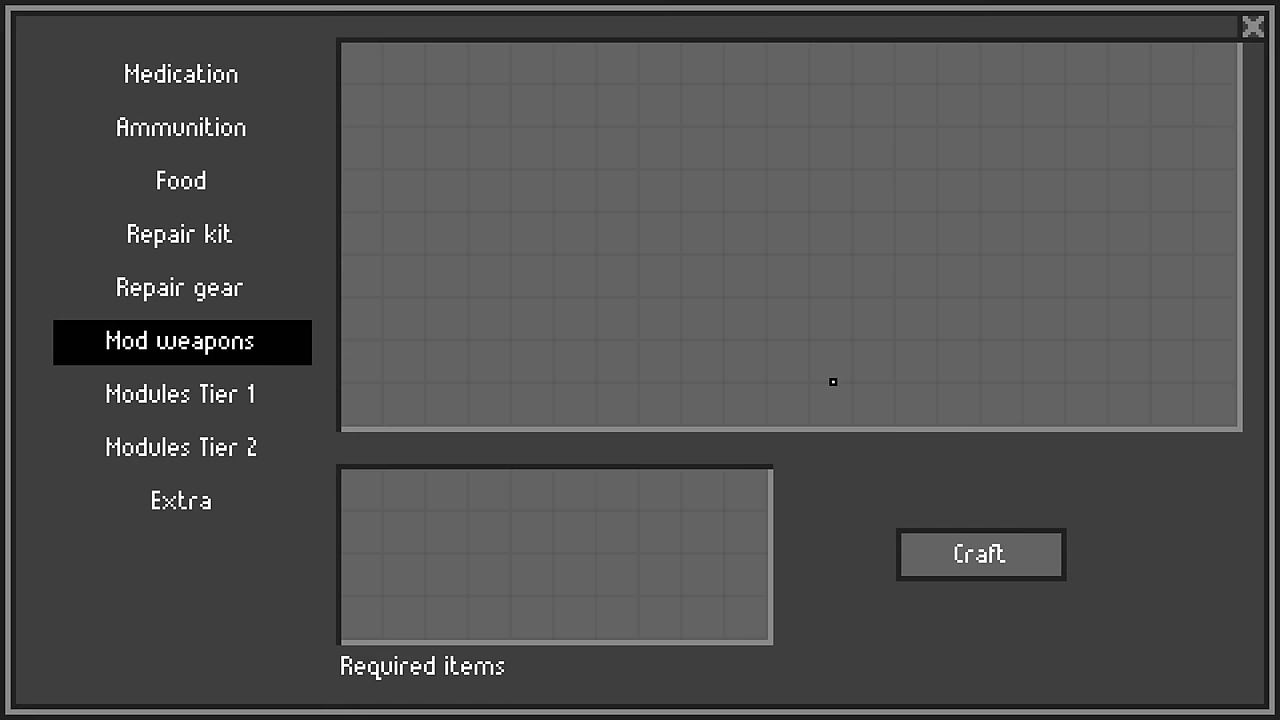 Medication
Ammunition
Food
Repair kit
Repair gear
Mod weapons
Modules Tier 1
Modules Tier 2
Extra
Craft
Required items